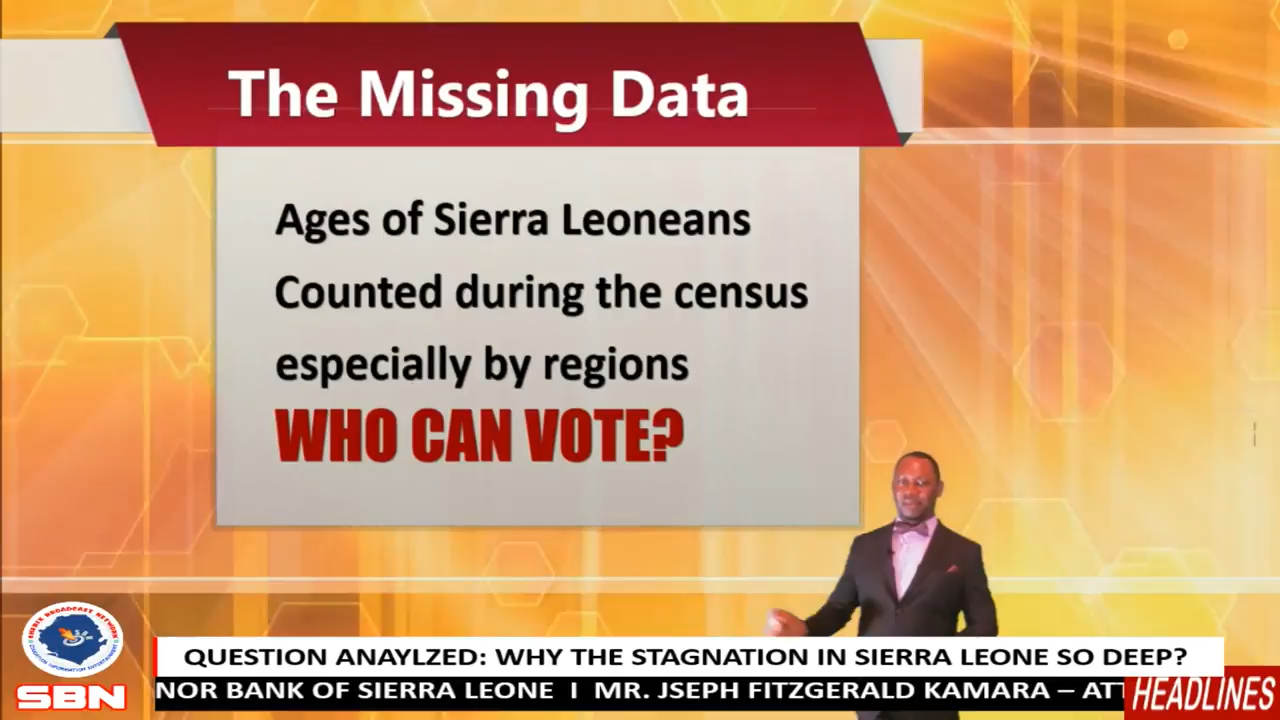 The Missing Data
Ages of Sierra Leoneans
Counted during the census
especially by regions
WHO CAN VOTE?
SBN
QUESTION ANAYLZED: WHY THE STAGNATION IN SIERRA LEONE SO DEEP?
NOR BANK OF SIERRA LEONE I MR. JSEPH FITZGERALD KAMARA – ATT
HEADLINES